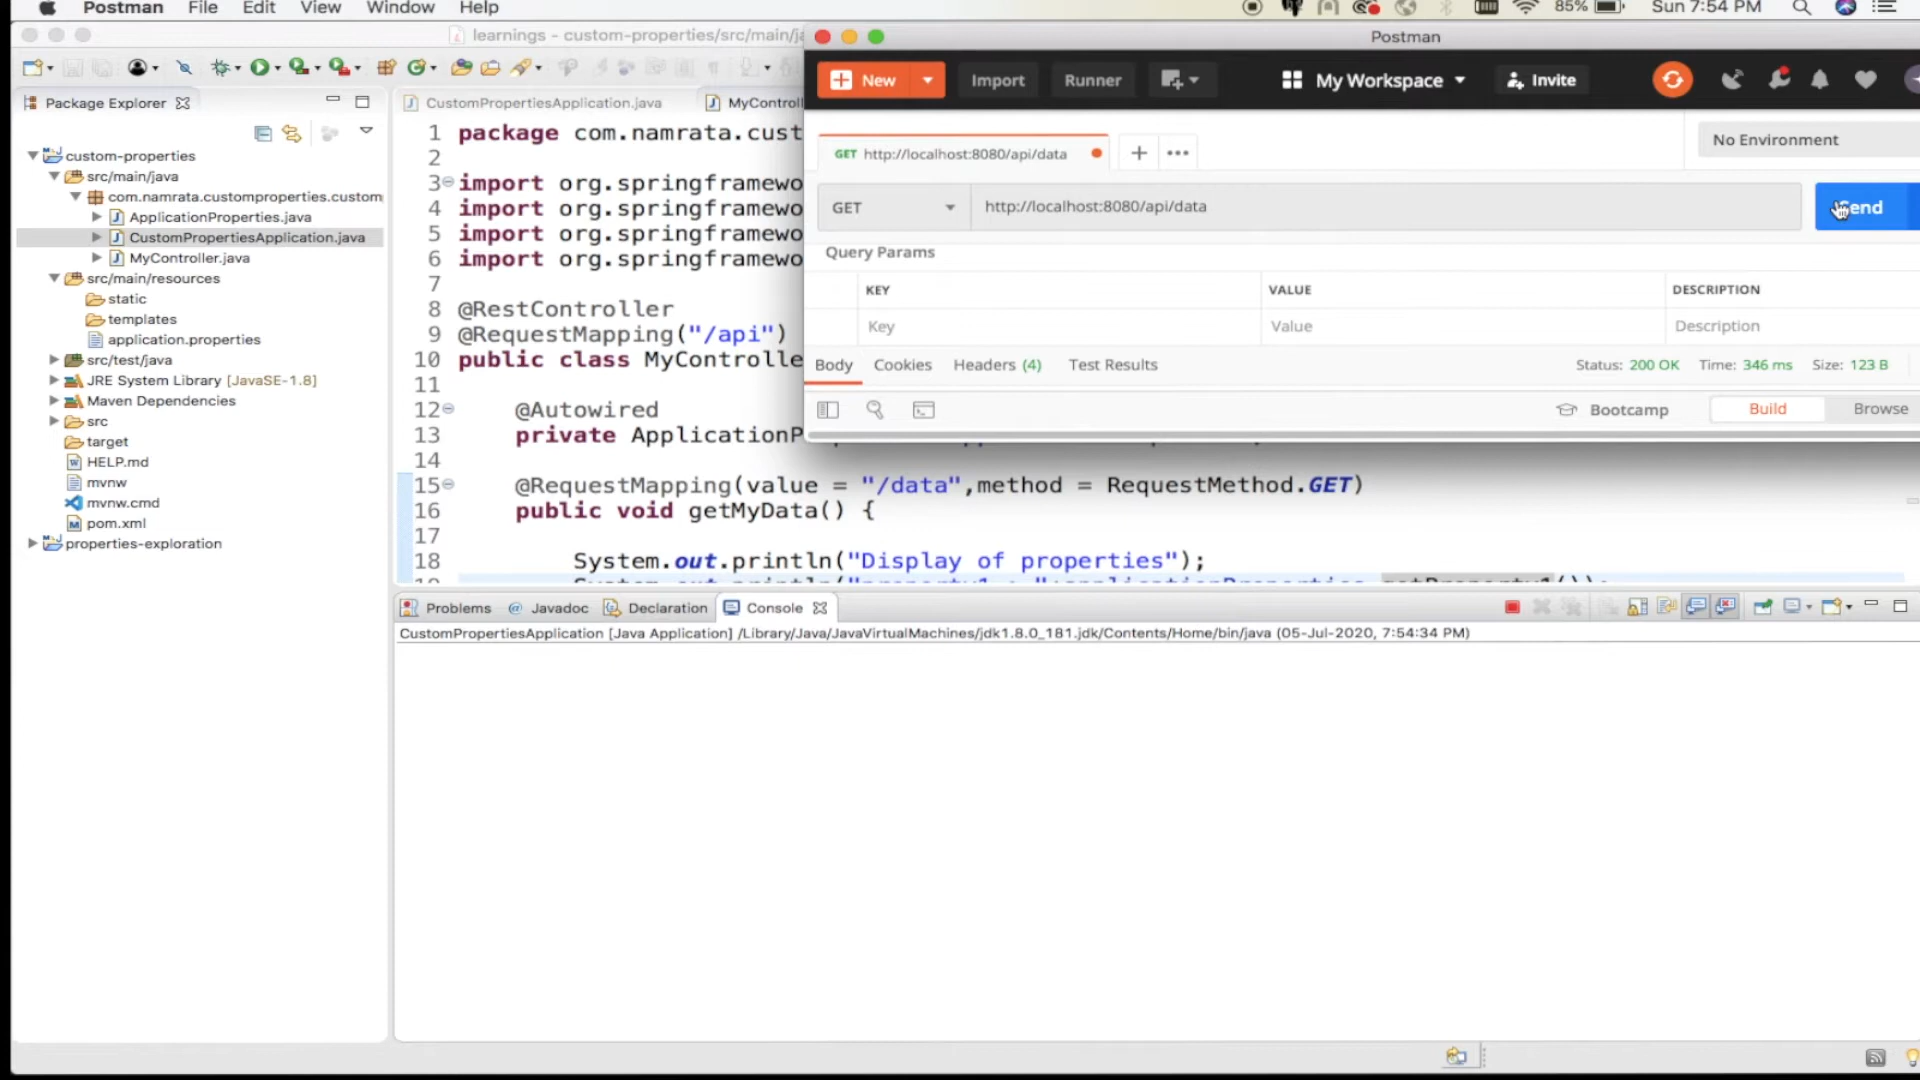 Postman File Edit View Window Help 85% Sun 7:54 PM
learnings - custom-properties/src/main/ja
Package Explorer
custom-properties
src/main/java
com.namrata.customproperties.custom
ApplicationProperties.java
CustomPropertiesApplication.java
MyController.java
src/main/resources
static
templates
application.properties
src/test/java
JRE System Library [JavaSE-1.8]
Maven Dependencies
src
target
HELP.md
mvnw
mvnw.cmd
pom.xml
properties-exploration
CustomPropertiesApplication.java MyControll
1 package com.namrata.cust
2
3 import org.springframewo
4 import org.springframewo
5 import org.springframewo
6 import org.springframewo
7
8 @RestController
9 @RequestMapping("/api")
10 public class MyControlle
11
12 @Autowired
13 private ApplicationP
14
15 @RequestMapping(value = "/data",method = RequestMethod.GET)
16 public void getMyData() {
17
18 System.out.println("Display of properties");
Postman
New Import Runner My Workspace Invite
GET http://localhost:8080/api/data No Environment
GET http://localhost:8080/api/data Send
Query Params
KEY VALUE DESCRIPTION
Key Value Description
Body Cookies Headers (4) Test Results Status: 200 OK Time: 346 ms Size: 123 B
Bootcamp Build Browse
Problems @ Javadoc Declaration Console
CustomPropertiesApplication [Java Application] /Library/Java/JavaVirtualMachines/jdk1.8.0_181.jdk/Contents/Home/bin/java (05-Jul-2020, 7:54:34 PM)